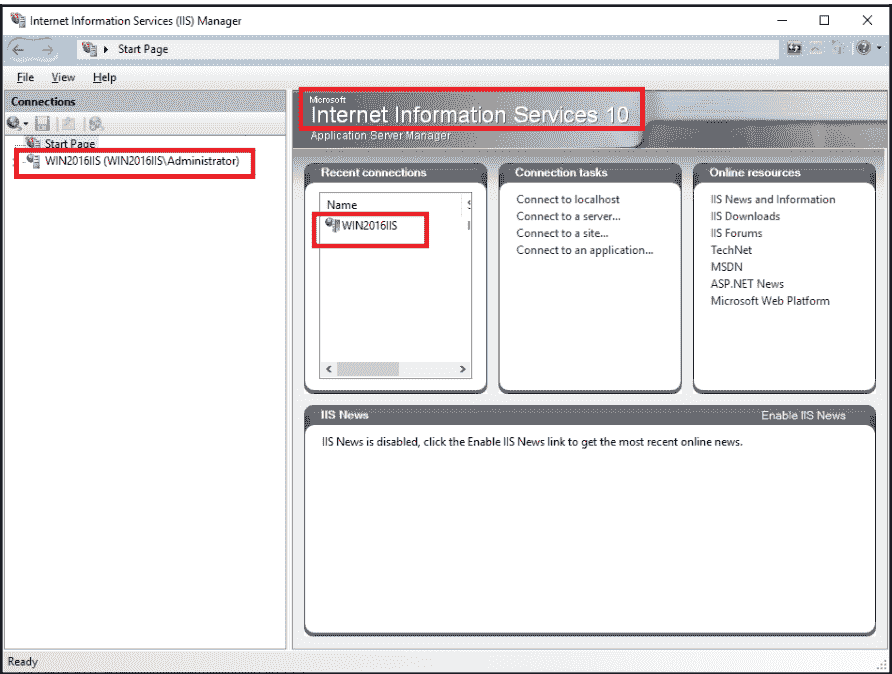 Internet Information Services (IIS) Manager
Start Page
File View Help
Connections
Start Page
WIN2016IIS (WIN2016IIS\Administrator)
Microsoft
Internet Information Services 10
Application Server Manager
Recent connections
Name
WIN2016IIS
Connection tasks
Connect to localhost
Connect to a server...
Connect to a site...
Connect to an application...
Online resources
IIS News and Information
IIS Downloads
IIS Forums
TechNet
MSDN
ASP.NET News
Microsoft Web Platform
IIS News
Enable IIS News
IIS News is disabled, click the Enable IIS News link to get the most recent online news.
Ready